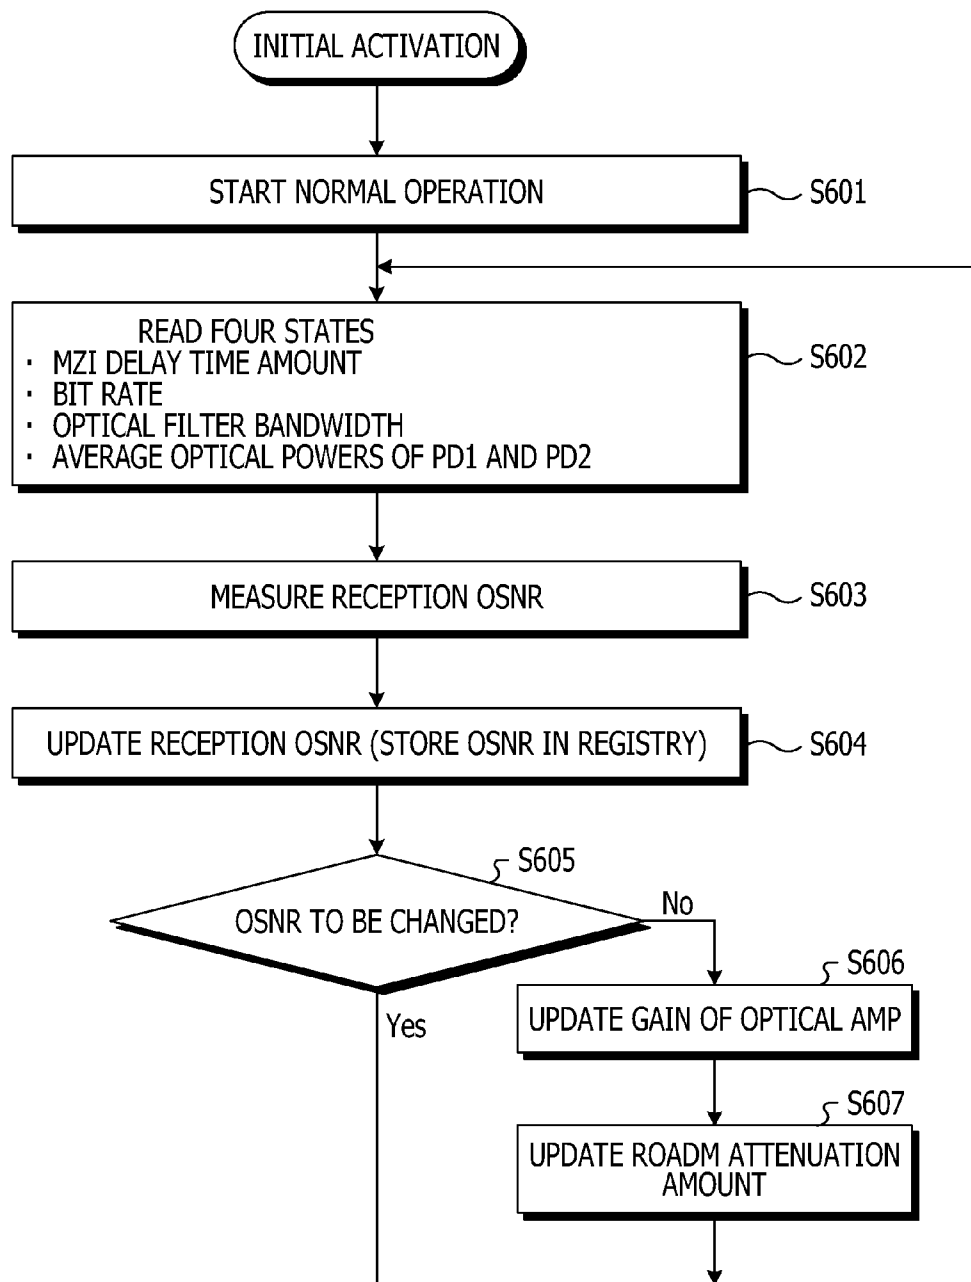 INITIAL ACTIVATION
START NORMAL OPERATION
S601
READ FOUR STATES
· MZI DELAY TIME AMOUNT
· BIT RATE
· OPTICAL FILTER BANDWIDTH
· AVERAGE OPTICAL POWERS OF PD1 AND PD2
S602
MEASURE RECEPTION OSNR
S603
UPDATE RECEPTION OSNR (STORE OSNR IN REGISTRY)
S604
S605
OSNR TO BE CHANGED?
No
Yes
S606
UPDATE GAIN OF OPTICAL AMP
S607
UPDATE ROADM ATTENUATION
AMOUNT